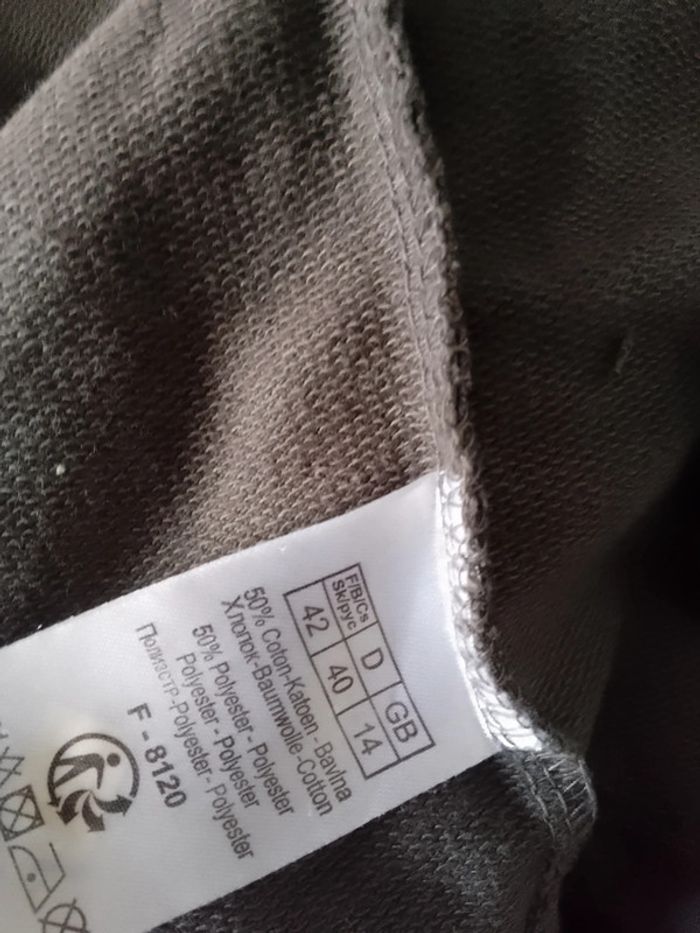 F/B/Cs D GB
Sk/pyc
42 40 14
50% Coton-Katoen - Bavlna
Хлопок-Baumwolle-Cotton
50% Polyester - Polyester
Polyester - Polyester
Полиэстр-Polyester- Polyester
F - 8120